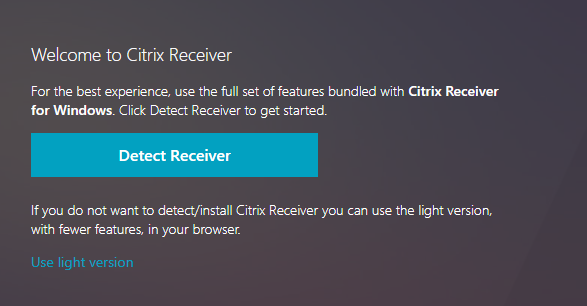 Welcome to Citrix Receiver
For the best experience, use the full set of features bundled with Citrix Receiver
for Windows. Click Detect Receiver to get started.
Detect Receiver
If you do not want to detect/install Citrix Receiver you can use the light version,
with fewer features, in your browser.
Use light version